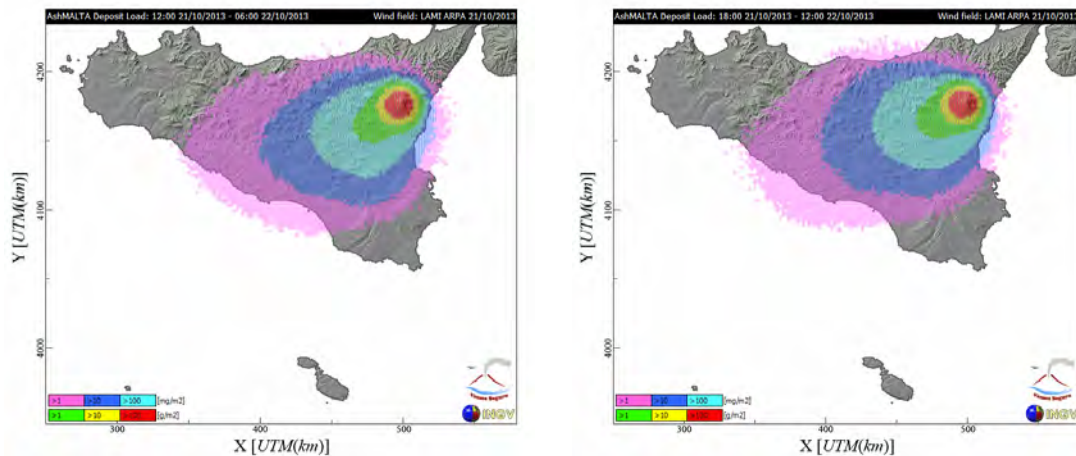 AshMALTA Deposit Load: 12:00 21/10/2013 - 06:00 22/10/2013 Wind field: LAMI ARPA 21/10/2013
4200
4100
4000
Y [UTM(km)]
>1 >10 >100 [mg/m2]
>1 >10 >100 [g/m2]
INGV
300 400 500
X [UTM(km)]
AshMALTA Deposit Load: 18:00 21/10/2013 - 12:00 22/10/2013 Wind field: LAMI ARPA 21/10/2013
4200
4100
4000
Y [UTM(km)]
>1 >10 >100 [mg/m2]
>1 >10 [g/m2]
INGV
300 400 500
X [UTM(km)]